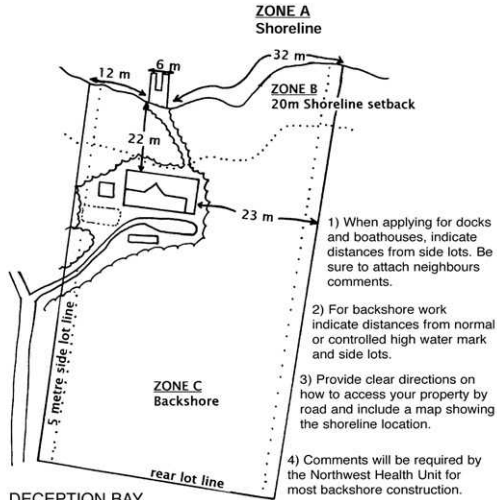 ZONE A
Shoreline
12 m
6 m
32 m
ZONE B
20m Shoreline setback
22 m
23 m
1) When applying for docks
and boathouses, indicate
distances from side lots. Be
sure to attach neighbours
comments.
2) For backshore work
indicate distances from normal
or controlled high water mark
and side lots.
3) Provide clear directions on
how to access your property by
road and include a map showing
the shoreline location.
4) Comments will be required by
the Northwest Health Unit for
most backshore construction.
5 metre side lot line
ZONE C
Backshore
rear lot line
DECEPTION BAY